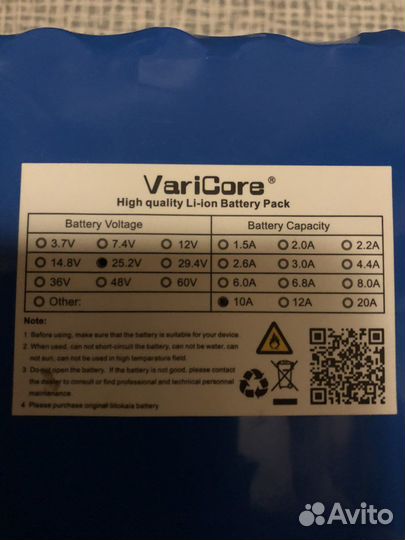 VariCore®
High quality Li-ion Battery Pack
Battery Voltage Battery Capacity
3.7V 7.4V 12V 1.5A 2.0A 2.2A
14.8V 25.2V 29.4V 2.6A 3.0A 4.4A
36V 48V 60V 6.0A 6.8A 8.0A
Other: 10A 12A 20A
Note:
1 Before using, make sure that the battery is suitable for your device.
2. When used, can not short-circuit the battery, can not be water, can
not sun, can not be used in high temperature field.
3 Do not open the battery. If the battery is not good, please contact
the dealer to consult or find professional and technical personnel
maintenance.
4 Please purchase original litokala battery
Avito